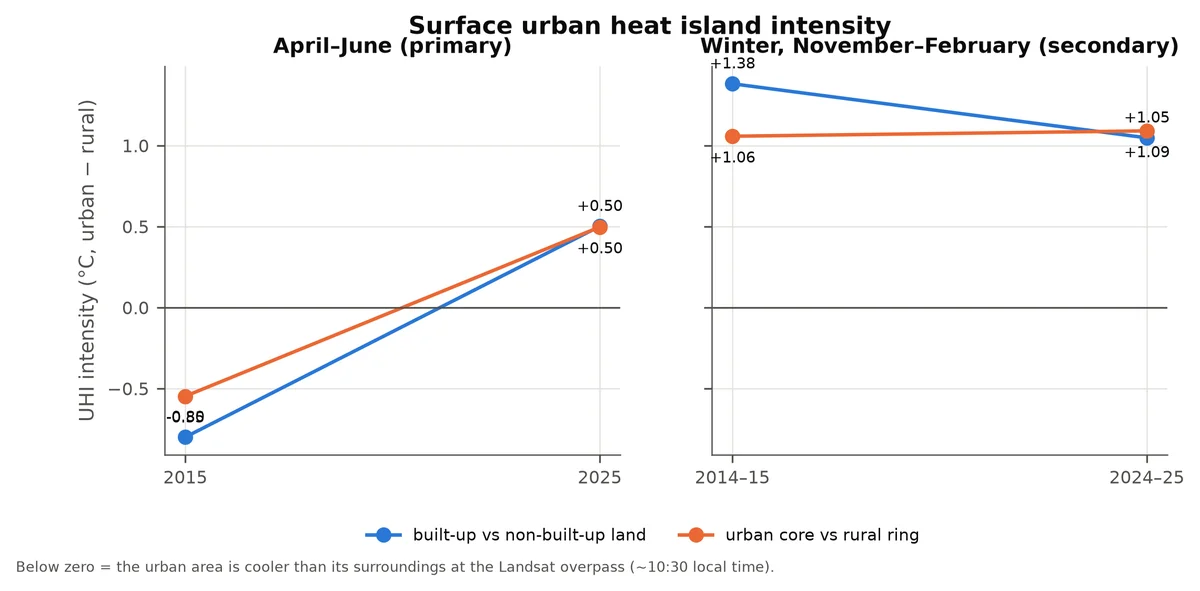 Surface urban heat island intensity
April–June (primary)
Winter, November–February (secondary)
UHI intensity (°C, urban − rural)
1.0
0.5
0.0
−0.5
+0.50
+0.50
2015
2025
+1.38
+1.06
+1.05
+1.09
2014–15
2024–25
built-up vs non-built-up land
urban core vs rural ring
Below zero = the urban area is cooler than its surroundings at the Landsat overpass (~10:30 local time).